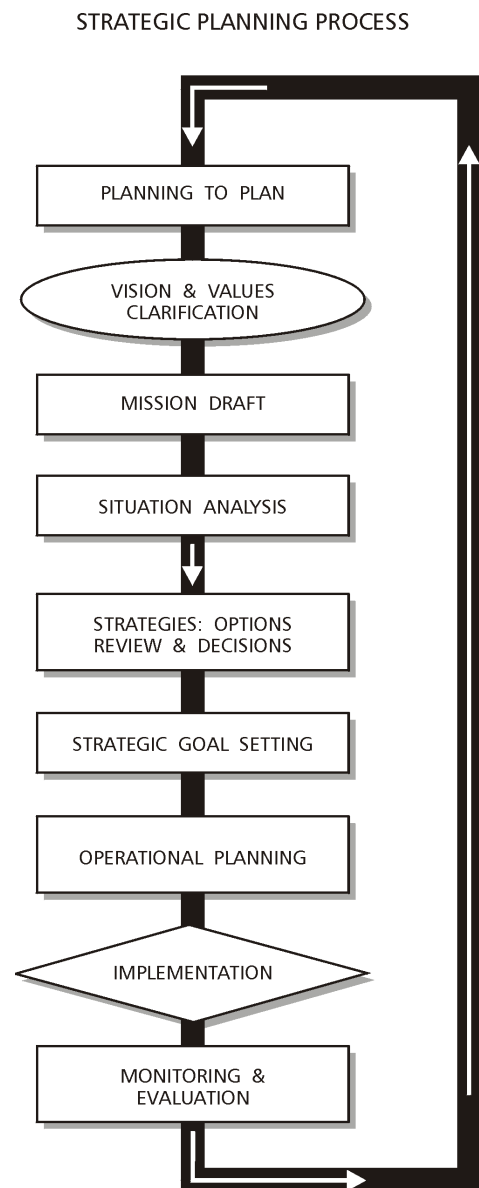 STRATEGIC PLANNING PROCESS
PLANNING TO PLAN
VISION & VALUES
CLARIFICATION
MISSION DRAFT
SITUATION ANALYSIS
STRATEGIES: OPTIONS
REVIEW & DECISIONS
STRATEGIC GOAL SETTING
OPERATIONAL PLANNING
IMPLEMENTATION
MONITORING &
EVALUATION